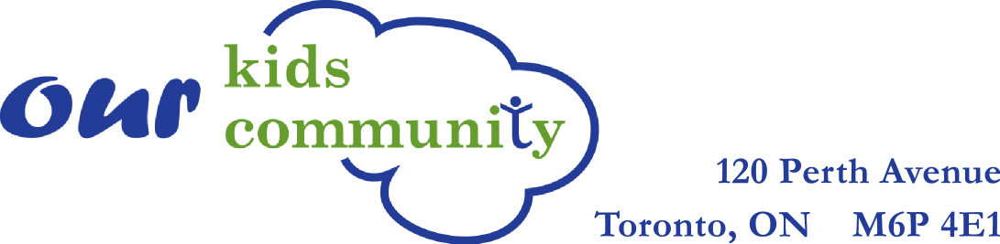 our kids
community
120 Perth Avenue
Toronto, ON M6P 4E1